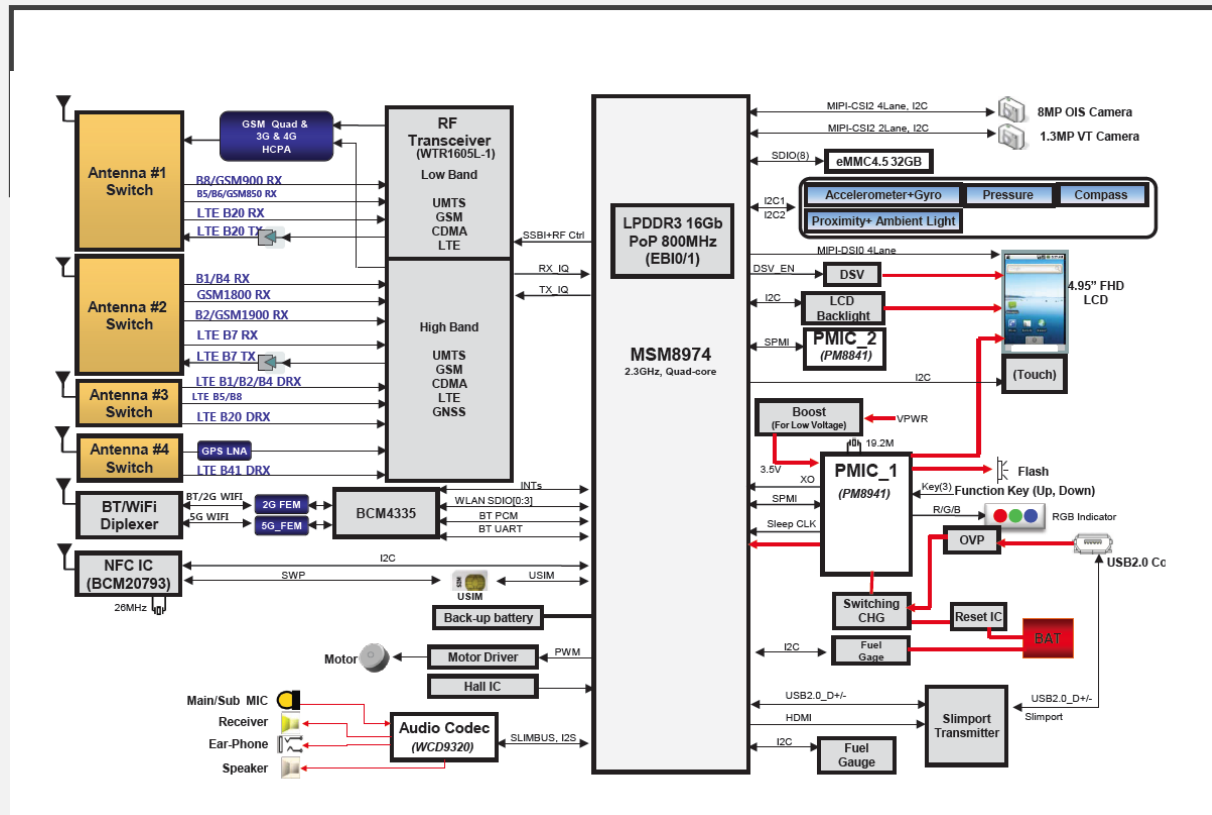 GSM Quad &
3G & 4G
HCPA
RF
Transceiver
(WTR1605L-1)
Low Band
UMTS
GSM
CDMA
LTE
High Band
UMTS
GSM
CDMA
LTE
GNSS
Antenna #1
Switch
B8/GSM900 RX
B5/B6/GSM850 RX
LTE B20 RX
LTE B20 TX
Antenna #2
Switch
B1/B4 RX
GSM1800 RX
B2/GSM1900 RX
LTE B7 RX
LTE B7 TX
Antenna #3
Switch
LTE B1/B2/B4 DRX
LTE B5/B8
LTE B20 DRX
Antenna #4
Switch
GPS LNA
LTE B41 DRX
BT/WiFi
Diplexer
BT/2G WIFI
5G WIFI
2G FEM
5G_FEM
BCM4335
NFC IC
(BCM20793)
26MHz
SSBI+RF Ctrl
RX_IQ
TX_IQ
INTs
WLAN SDIO[0:3]
BT PCM
BT UART
I2C
SWP
USIM
SIM
USIM
Back-up battery
Motor
Motor Driver
PWM
Hall IC
Main/Sub MIC
Receiver
Ear-Phone
Speaker
Audio Codec
(WCD9320)
SLIMBUS, I2S
LPDDR3 16Gb
PoP 800MHz
(EBI0/1)
MSM8974
2.3GHz, Quad-core
MIPI-CSI2 4Lane, I2C
8MP OIS Camera
MIPI-CSI2 2Lane, I2C
1.3MP VT Camera
SDIO(8)
eMMC4.5 32GB
I2C1
I2C2
Accelerometer+Gyro
Pressure
Compass
Proximity+ Ambient Light
MIPI-DSI0 4Lane
DSV_EN
DSV
4.95” FHD
LCD
I2C
LCD
Backlight
SPMI
PMIC_2
(PM8841)
I2C
(Touch)
Boost
(For Low Voltage)
VPWR
19.2M
3.5V
PMIC_1
(PM8941)
XO
SPMI
Sleep CLK
Flash
Key(3)
Function Key (Up, Down)
R/G/B
RGB Indicator
OVP
USB2.0 Co
Switching
CHG
Reset IC
BAT
I2C
Fuel
Gage
USB2.0_D+/-
HDMI
Slimport
Transmitter
USB2.0_D+/-
Slimport
I2C
Fuel
Gauge